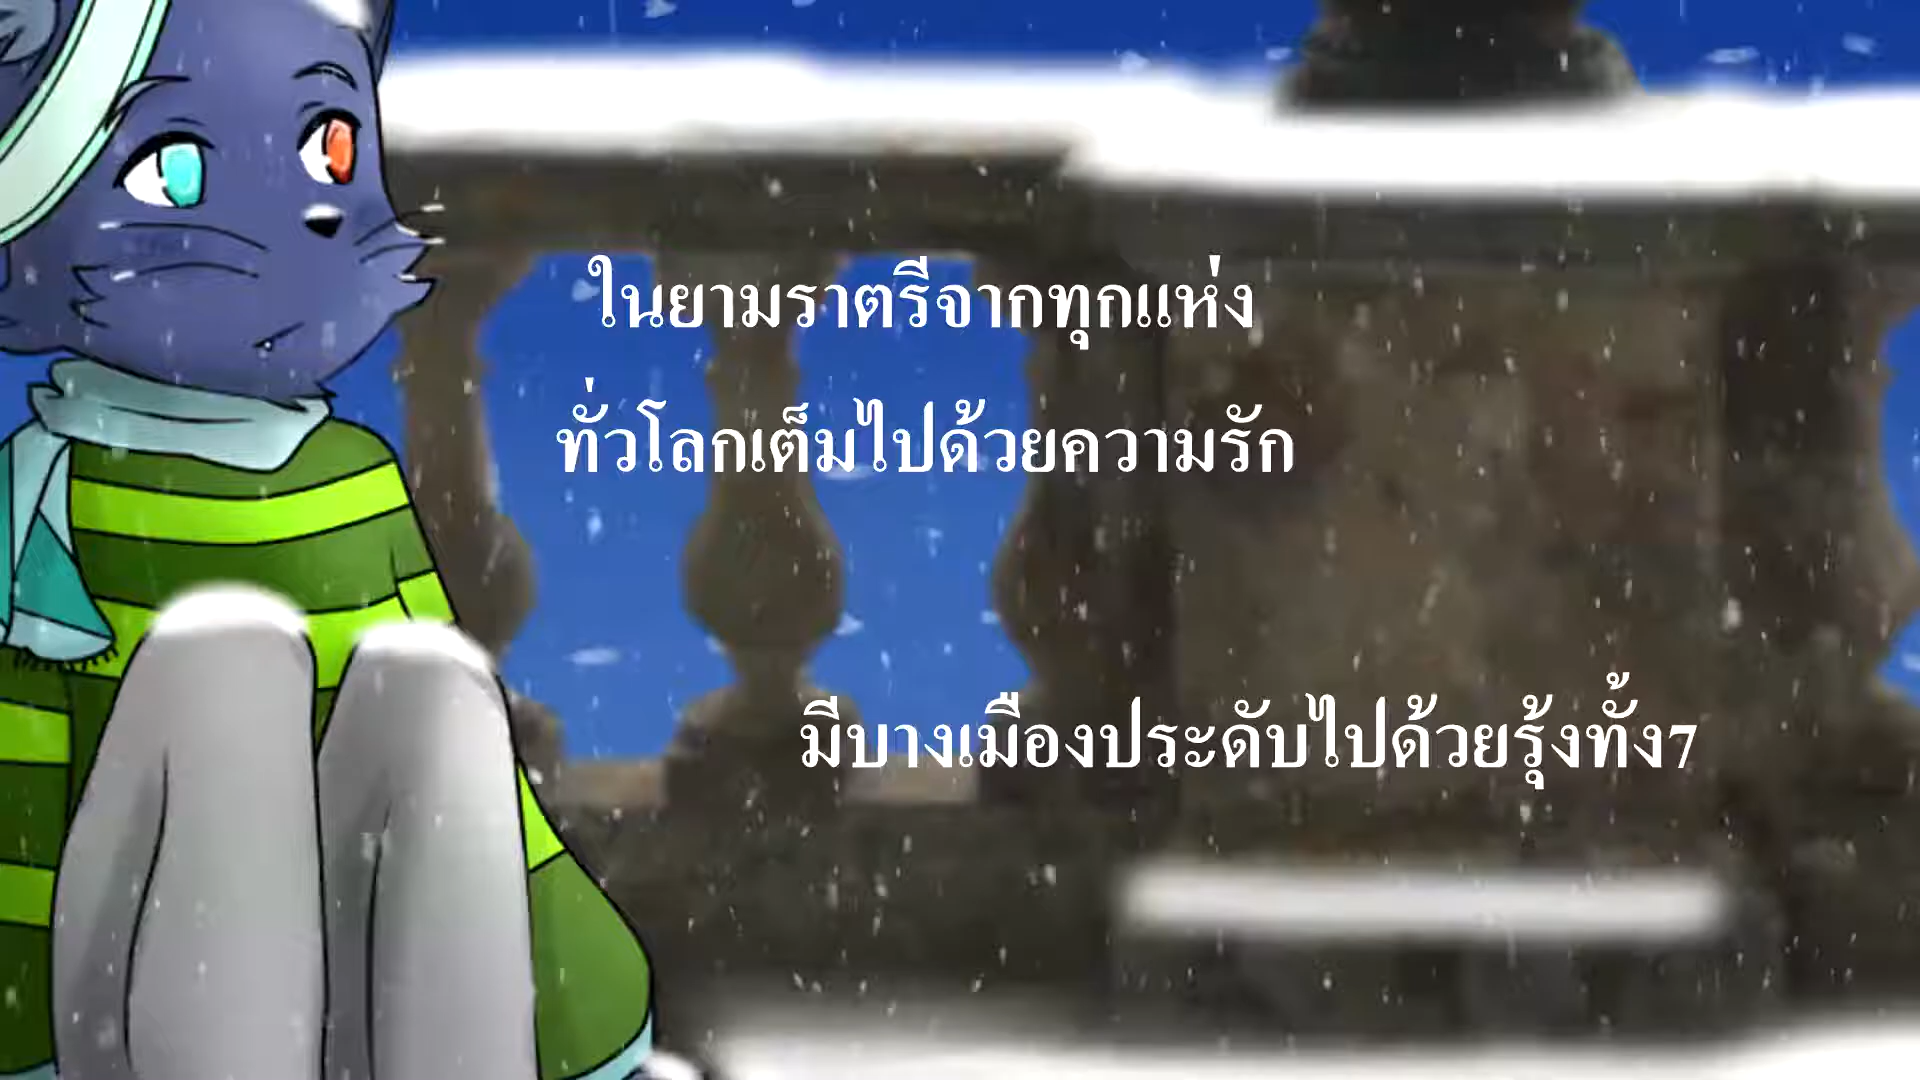 ในยามราตรีจากทุกแห่ง
ทั่วโลกเต็มไปด้วยความรัก
มีบางเมืองประดับไปด้วยรุ้งทั้ง7